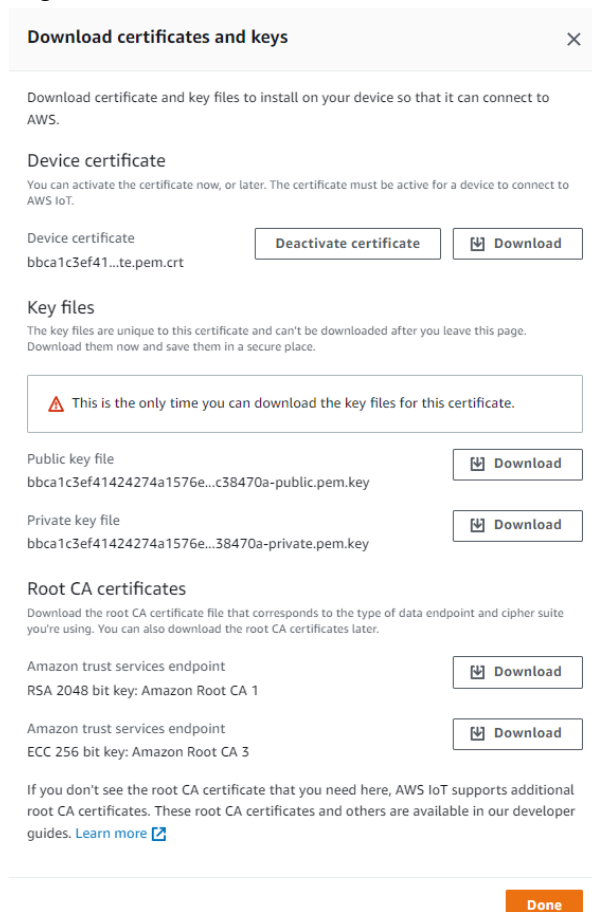 Download certificates and keys
Download certificate and key files to install on your device so that it can connect to
AWS.
Device certificate
You can activate the certificate now, or later. The certificate must be active for a device to connect to
AWS IoT.
Device certificate
bbca1c3ef41...te.pem.crt
Deactivate certificate
Download
Key files
The key files are unique to this certificate and can't be downloaded after you leave this page.
Download them now and save them in a secure place.
This is the only time you can download the key files for this certificate.
Public key file
bbca1c3ef41424274a1576e...c38470a-public.pem.key
Download
Private key file
bbca1c3ef41424274a1576e...38470a-private.pem.key
Download
Root CA certificates
Download the root CA certificate file that corresponds to the type of data endpoint and cipher suite
you're using. You can also download the root CA certificates later.
Amazon trust services endpoint
RSA 2048 bit key: Amazon Root CA 1
Download
Amazon trust services endpoint
ECC 256 bit key: Amazon Root CA 3
Download
If you don't see the root CA certificate that you need here, AWS IoT supports additional
root CA certificates. These root CA certificates and others are available in our developer
guides. Learn more
Done